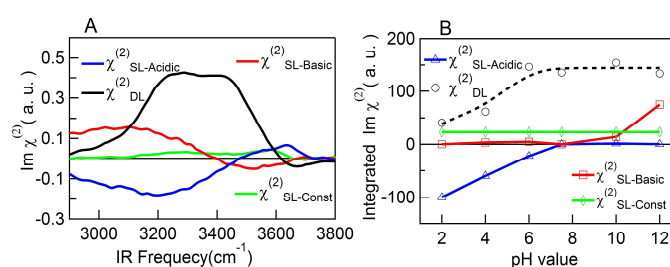 A
χ(2)SL-Acidic
χ(2)SL-Basic
χ(2)DL
χ(2)SL-Const
Im χ(2) ( a. u. )
0.5
0.3
0.1
-0.1
-0.3
3000 3200 3400 3600 3800
IR Frequecy(cm-1)
B
χ(2)SL-Acidic
χ(2)DL
χ(2)SL-Basic
χ(2)SL-Const
Integrated Im χ(2) ( a. u. )
200
150
100
0
-100
2 4 6 8 10 12
pH value